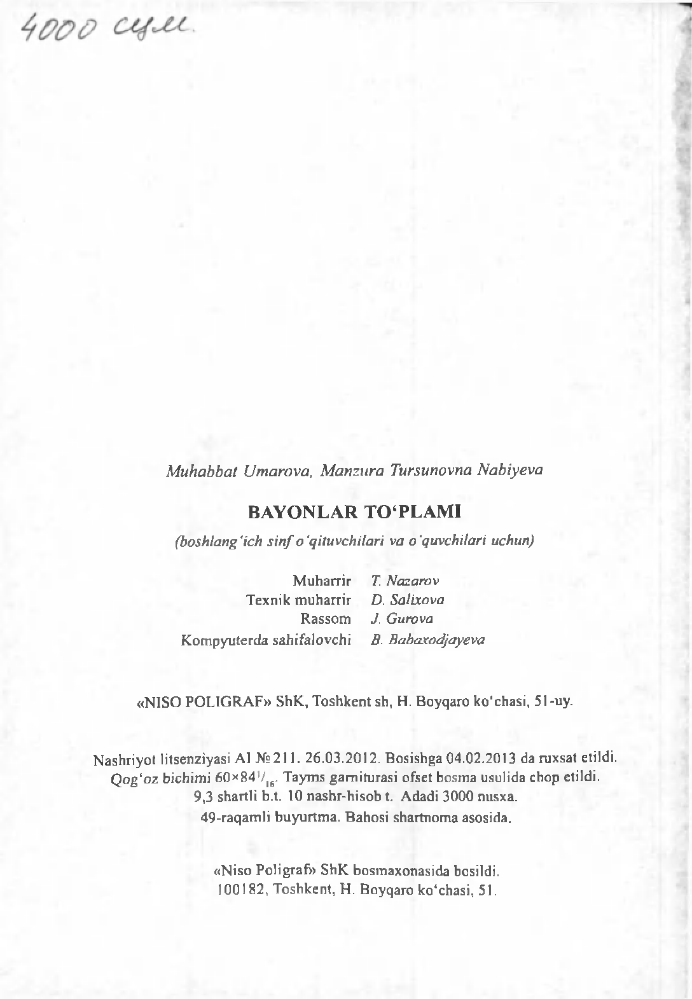 4000 сум.
Muhabbat Umarova, Manzura Tursunovna Nabiyeva
BAYONLAR TO‘PLAMI
(boshlang‘ich sinf o‘qituvchilari va o‘quvchilari uchun)
Muharrir T. Nazarov
Texnik muharrir D. Salixova
Rassom J. Gurova
Kompyuterda sahifalovchi B. Babaxodjayeva
«NISO POLIGRAF» ShK, Toshkent sh, H. Boyqaro ko‘chasi, 51-uy.
Nashriyot litsenziyasi AI №211. 26.03.2012. Bosishga 04.02.2013 da ruxsat etildi.
Qog‘oz bichimi 60×84¹/₁₆. Tayms garniturasi ofset bosma usulida chop etildi.
9,3 shartli b.t. 10 nashr-hisob t. Adadi 3000 nusxa.
49-raqamli buyurtma. Bahosi shartnoma asosida.
«Niso Poligraf» ShK bosmaxonasida bosildi.
100182, Toshkent, H. Boyqaro ko‘chasi, 51.